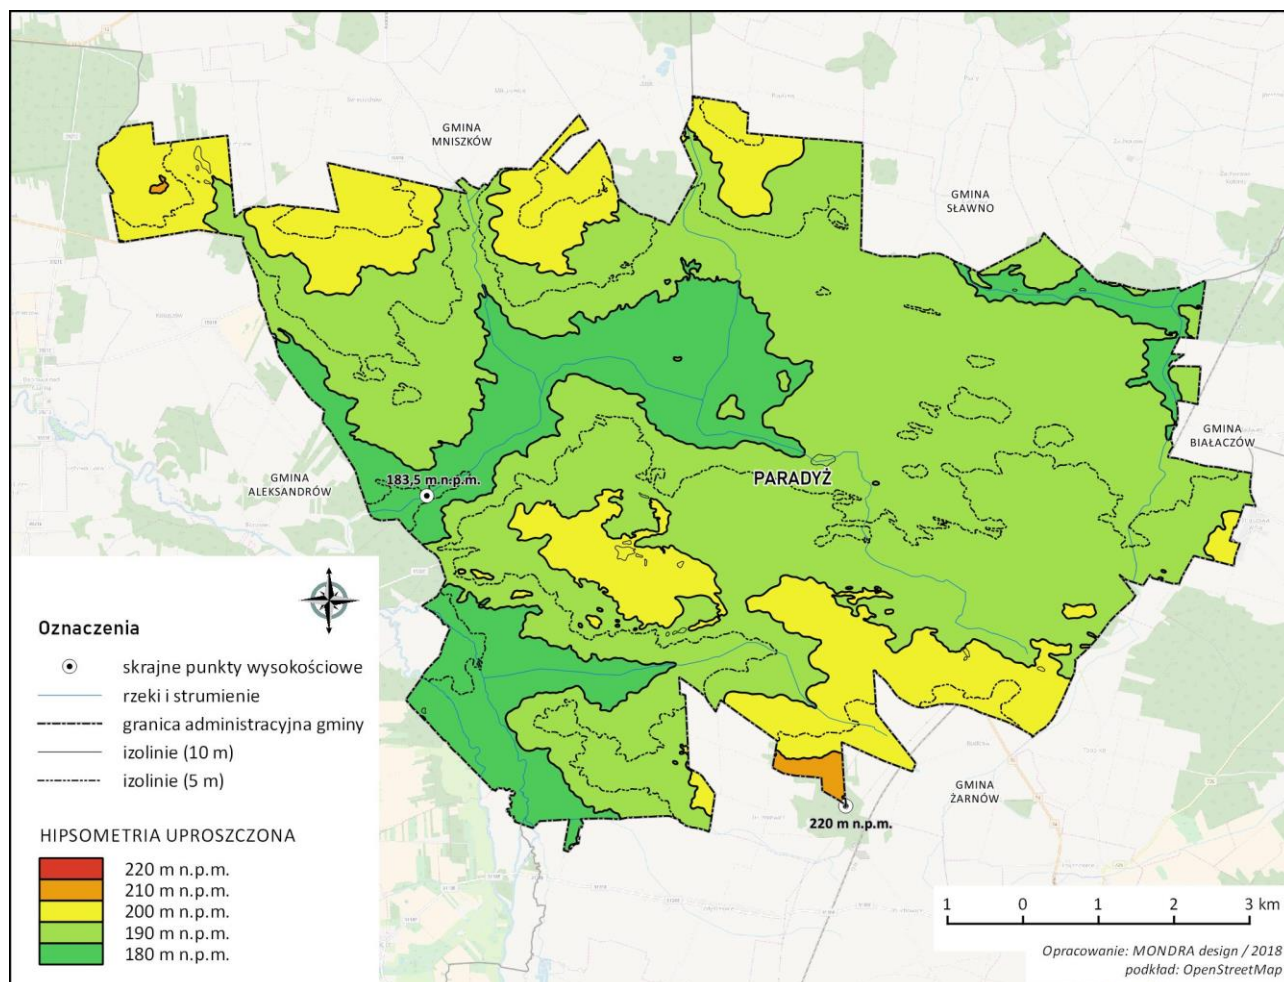 GMINA
MNISZKÓW
GMINA
SŁAWNO
GMINA
BIAŁACZÓW
GMINA
ALEKSANDRÓW
183,5 m n.p.m.
PARADYŻ
GMINA
ŻARNÓW
220 m n.p.m.
Oznaczenia
skrajne punkty wysokościowe
rzeki i strumienie
granica administracyjna gminy
izolinie (10 m)
izolinie (5 m)
HIPSOMETRIA UPROSZCZONA
220 m n.p.m.
210 m n.p.m.
200 m n.p.m.
190 m n.p.m.
180 m n.p.m.
1 0 1 2 3 km
Opracowanie: MONDRA design / 2018
podkład: OpenStreetMap